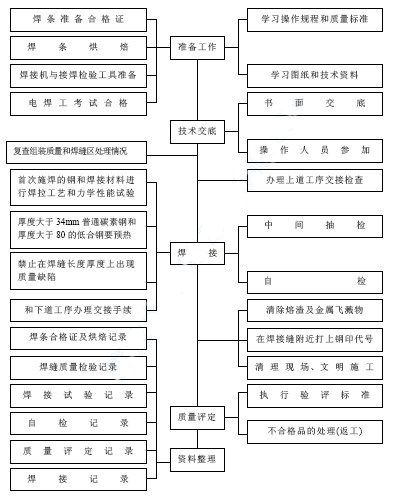 焊条准备合格证
焊条烘焙
焊接机与接焊检验工具准备
电焊工考试合格
准备工作
学习操作规程和质量标准
学习图纸和技术资料
技术交底
书面交底
操作人员参加
复查组装质量和焊缝区处理情况
办理上道工序交接检查
首次施焊的钢和焊接材料进
行焊拉工艺和力学性能试验
厚度大于 34mm 普通碳素钢和
厚度大于 80 的低合钢要预热
禁止在焊缝长度厚度上出现
质量缺陷
和下道工序办理交接手续
焊接
中间抽检
自检
清除熔渣及金属飞溅物
在焊接缝附近打上钢印代号
清理现场、文明施工
焊条合格证及烘焙记录
焊缝质量检验记录
焊接试验记录
自检记录
质量评定记录
焊接记录
质量评定
执行验评标准
不合格品的处理(返工)
资料整理